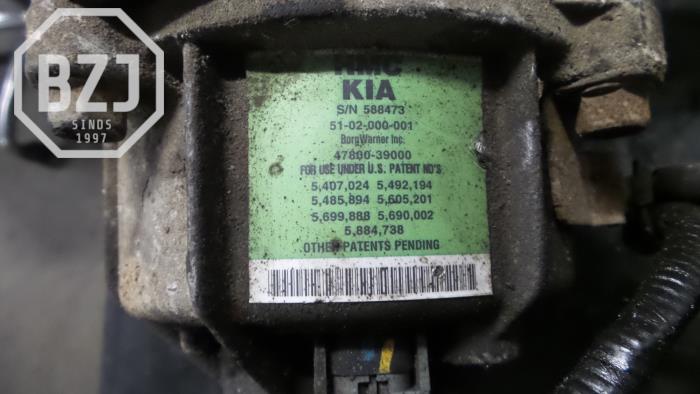 BZJ
SINDS
1997
HMC
KIA
S/N 588473
51-02-000-001
BorgWarner Inc.
47800-39000
FOR USE UNDER U.S. PATENT NO'S
5,407,024 5,492,194
5,485,894 5,605,201
5,699,888 5,690,002
5,884,738
OTHER PATENTS PENDING